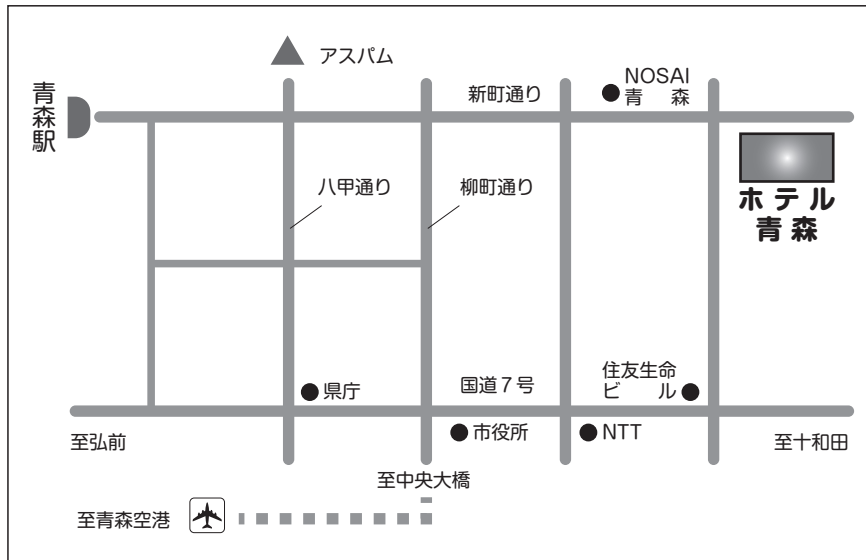 アスパム
青森駅
新町通り
NOSAI
青　森
八甲通り
柳町通り
ホテル
青森
県庁
国道７号
住友生命
ビ　ル
至弘前
市役所
NTT
至十和田
至中央大橋
至青森空港